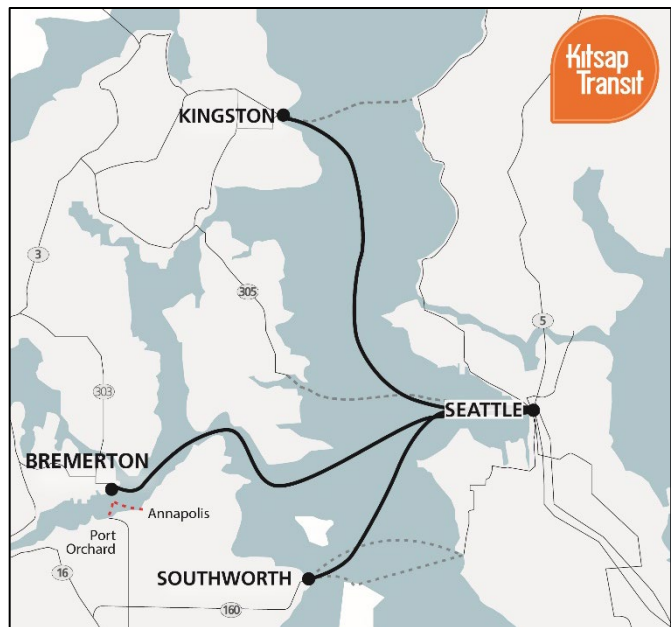 Kitsap
Transit
KINGSTON
3
305
5
303
SEATTLE
BREMERTON
Annapolis
Port
Orchard
16
SOUTHWORTH
160